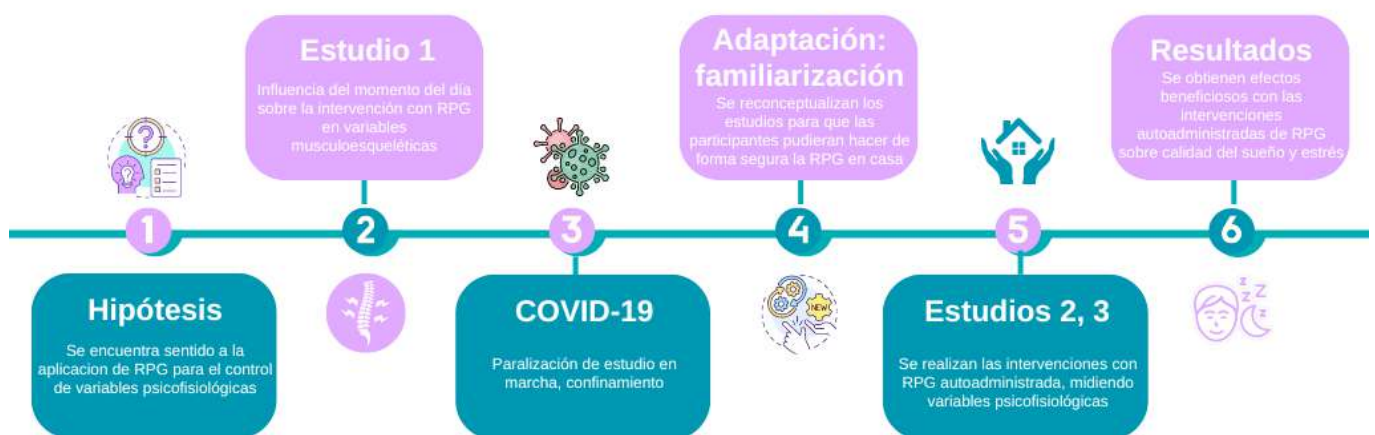 1
Hipótesis
Se encuentra sentido a la
aplicacion de RPG para el control
de variables psicofisiológicas
Estudio 1
Influencia del momento del día
sobre la intervención con RPG
en variables
musculoesqueléticas
2
3
COVID-19
Paralización de estudio en
marcha, confinamiento
Adaptación:
familiarización
Se reconceptualizan los
estudios para que las
participantes pudieran hacer de
forma segura la RPG en casa
4
NEW
5
Estudios 2, 3
Se realizan las intervenciones con
RPG autoadministrada, midiendo
variables psicofisiológicas
Resultados
Se obtienen efectos
beneficiosos con las
intervenciones
autoadministradas de RPG
sobre calidad del sueño y estrés
6
z z Z
z